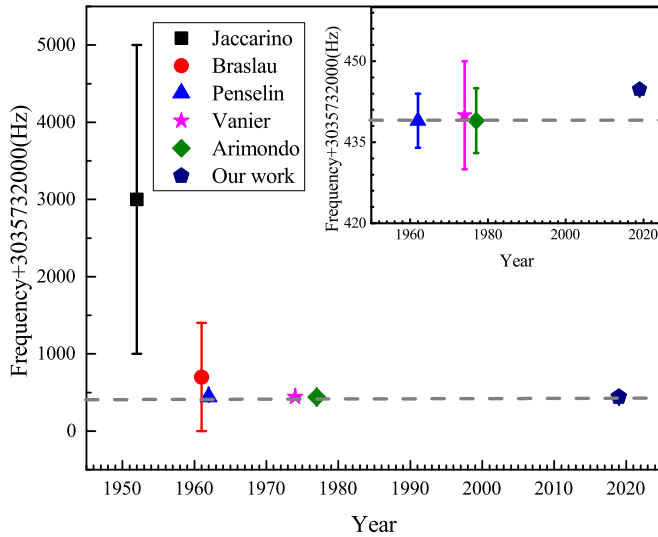 Frequency+3035732000(Hz)
5000
4000
3000
2000
1000
0
1950
1960
1970
1980
1990
2000
2010
2020
Year
Jaccarino
Braslau
Penselin
Vanier
Arimondo
Our work
Frequency+3035732000(Hz)
450
435
420
1960
1980
2000
2020
Year